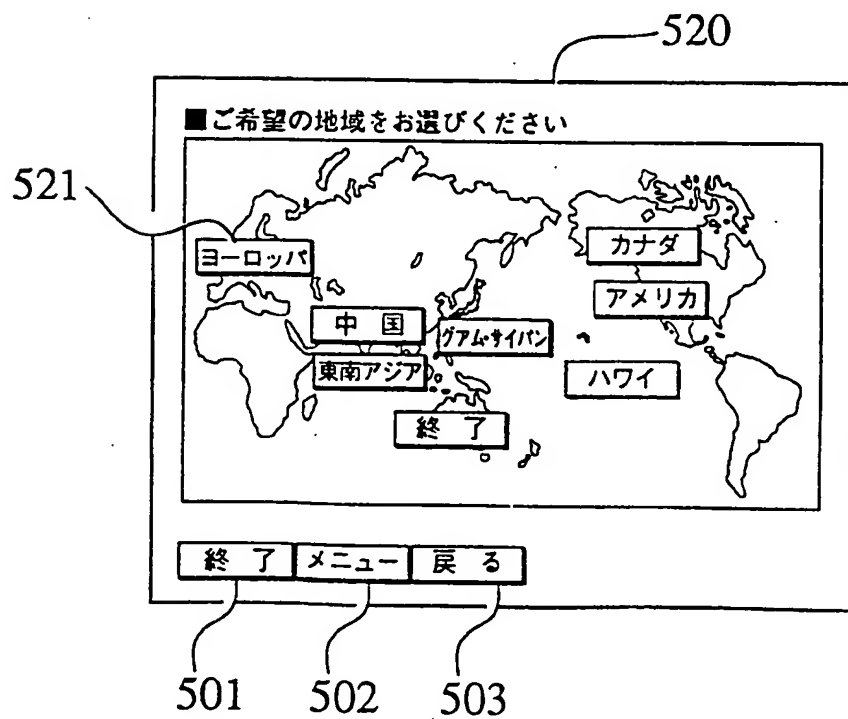 520
■ご希望の地域をお選びください
521
ヨーロッパ
カナダ
アメリカ
中国
グアム・サイパン
東南アジア
ハワイ
終了
終了 メニュー 戻る
501 502 503